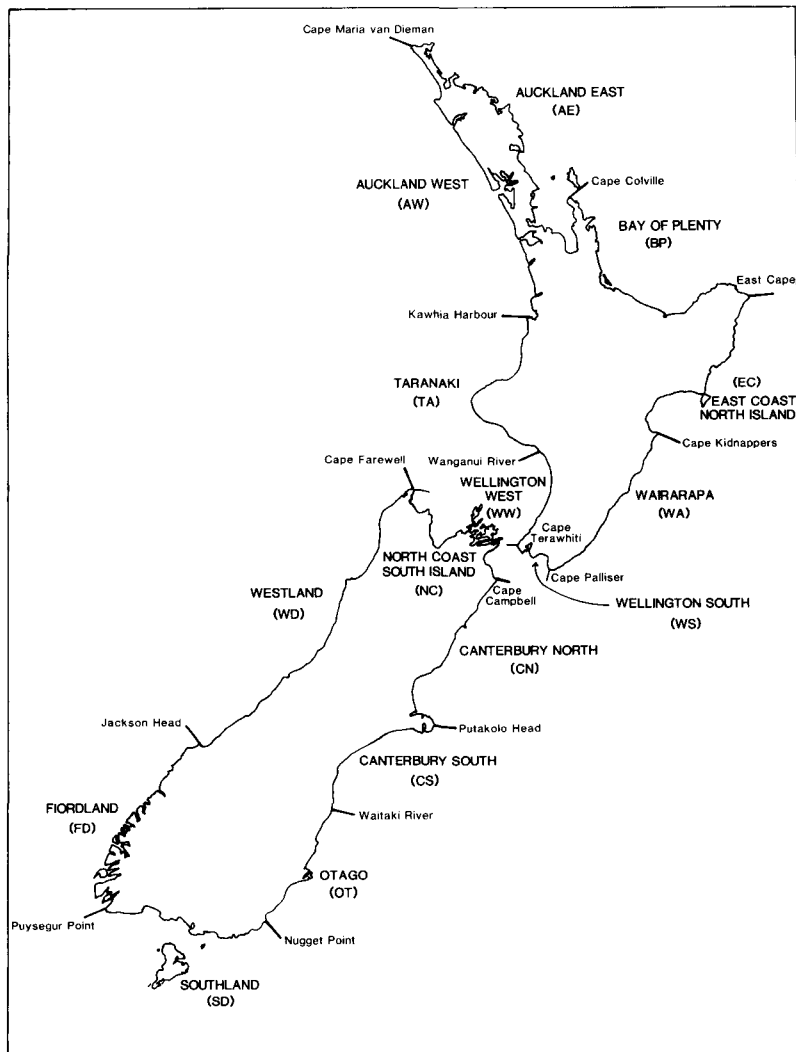 Cape Maria van Dieman
AUCKLAND EAST
(AE)
AUCKLAND WEST
(AW)
Cape Colville
BAY OF PLENTY
(BP)
East Cape
Kawhia Harbour
TARANAKI
(TA)
(EC)
EAST COAST
NORTH ISLAND
Cape Kidnappers
Wanganui River
Cape Farewell
WELLINGTON
WEST
(WW)
WAIRARAPA
(WA)
Cape
Terawhiti
NORTH COAST
SOUTH ISLAND
(NC)
Cape Palliser
Cape
Campbell
WESTLAND
(WD)
WELLINGTON SOUTH
(WS)
CANTERBURY NORTH
(CN)
Jackson Head
Putakolo Head
CANTERBURY SOUTH
(CS)
FIORDLAND
(FD)
Waitaki River
OTAGO
(OT)
Puysegur Point
Nugget Point
SOUTHLAND
(SD)